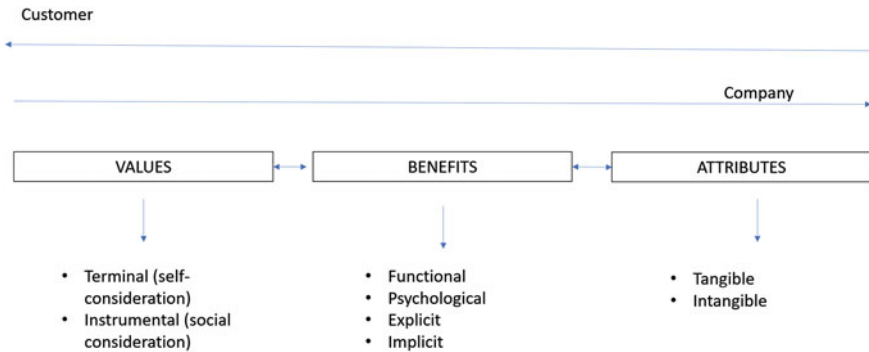 Customer
Company
VALUES
BENEFITS
ATTRIBUTES
• Terminal (self-
consideration)
• Instrumental (social
consideration)
• Functional
• Psychological
• Explicit
• Implicit
• Tangible
• Intangible